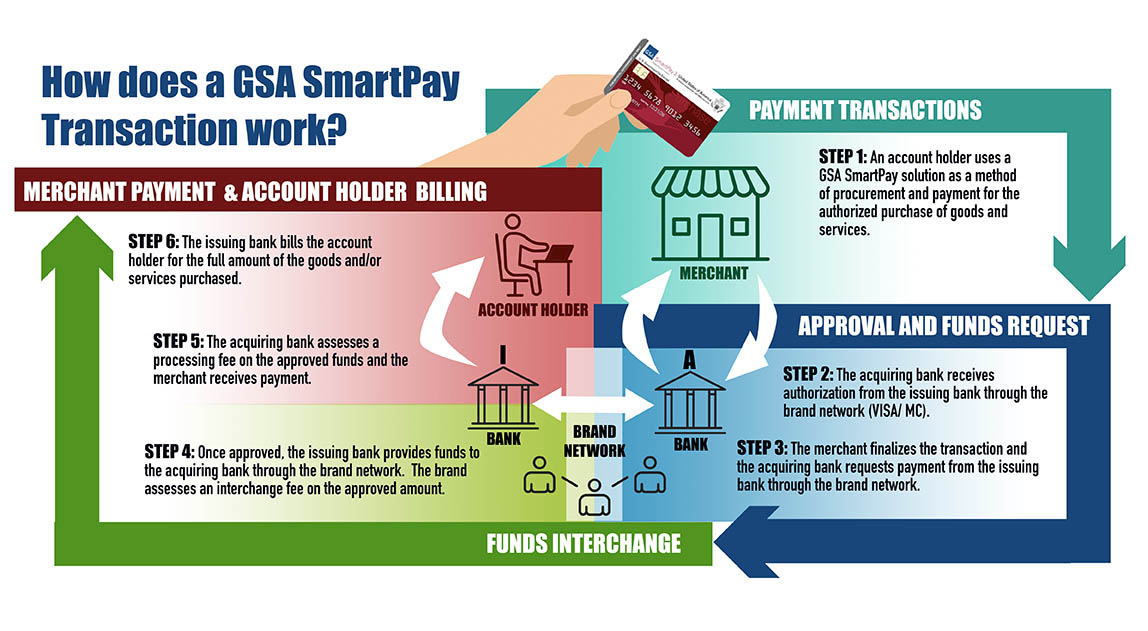 How does a GSA SmartPay
Transaction work?
GSA
SmartPay
United States of America
1234 5678 9012 3456
PAYMENT TRANSACTIONS
STEP 1: An account holder uses a
GSA SmartPay solution as a method
of procurement and payment for the
authorized purchase of goods and
services.
MERCHANT
MERCHANT PAYMENT & ACCOUNT HOLDER BILLING
STEP 6: The issuing bank bills the account
holder for the full amount of the goods and/or
services purchased.
ACCOUNT HOLDER
STEP 5: The acquiring bank assesses a
processing fee on the approved funds and the
merchant receives payment.
APPROVAL AND FUNDS REQUEST
STEP 2: The acquiring bank receives
authorization from the issuing bank through the
brand network (VISA/ MC).
STEP 3: The merchant finalizes the transaction and
the acquiring bank requests payment from the issuing
bank through the brand network.
I
BANK
BRAND
NETWORK
A
BANK
STEP 4: Once approved, the issuing bank provides funds to
the acquiring bank through the brand network. The brand
assesses an interchange fee on the approved amount.
FUNDS INTERCHANGE